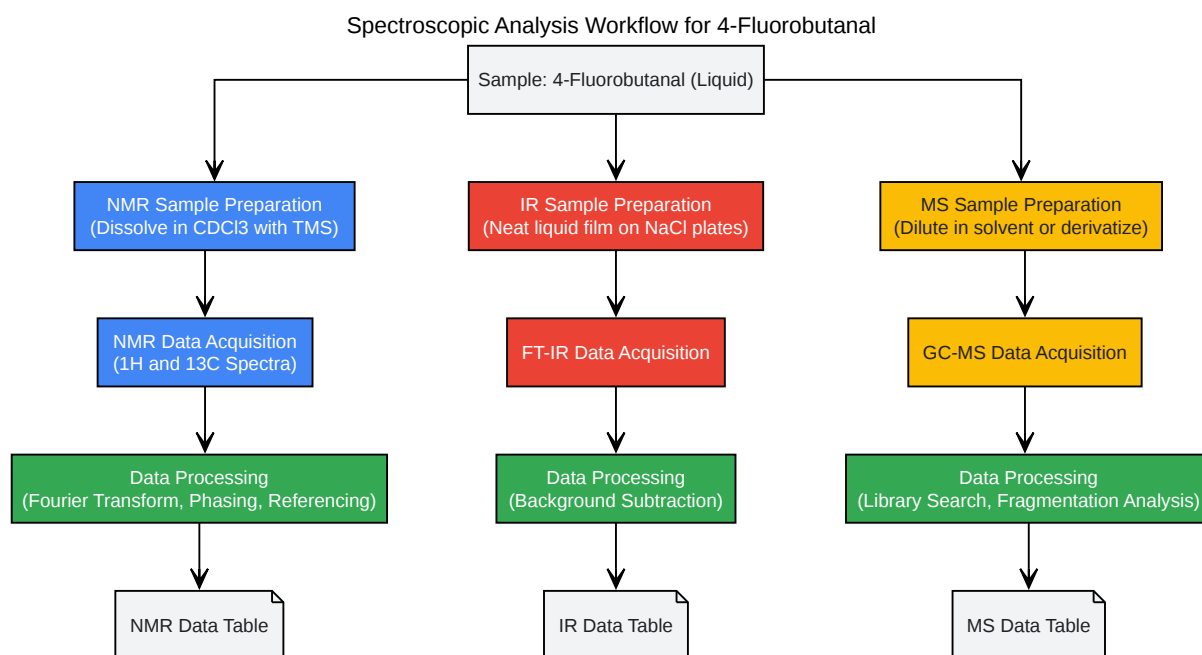 Spectroscopic Analysis Workflow for 4-Fluorobutanal
Sample: 4-Fluorobutanal (Liquid)
NMR Sample Preparation
(Dissolve in CDCl3 with TMS)
IR Sample Preparation
(Neat liquid film on NaCl plates)
MS Sample Preparation
(Dilute in solvent or derivatize)
NMR Data Acquisition
(1H and 13C Spectra)
FT-IR Data Acquisition
GC-MS Data Acquisition
Data Processing
(Fourier Transform, Phasing, Referencing)
Data Processing
(Background Subtraction)
Data Processing
(Library Search, Fragmentation Analysis)
NMR Data Table
IR Data Table
MS Data Table